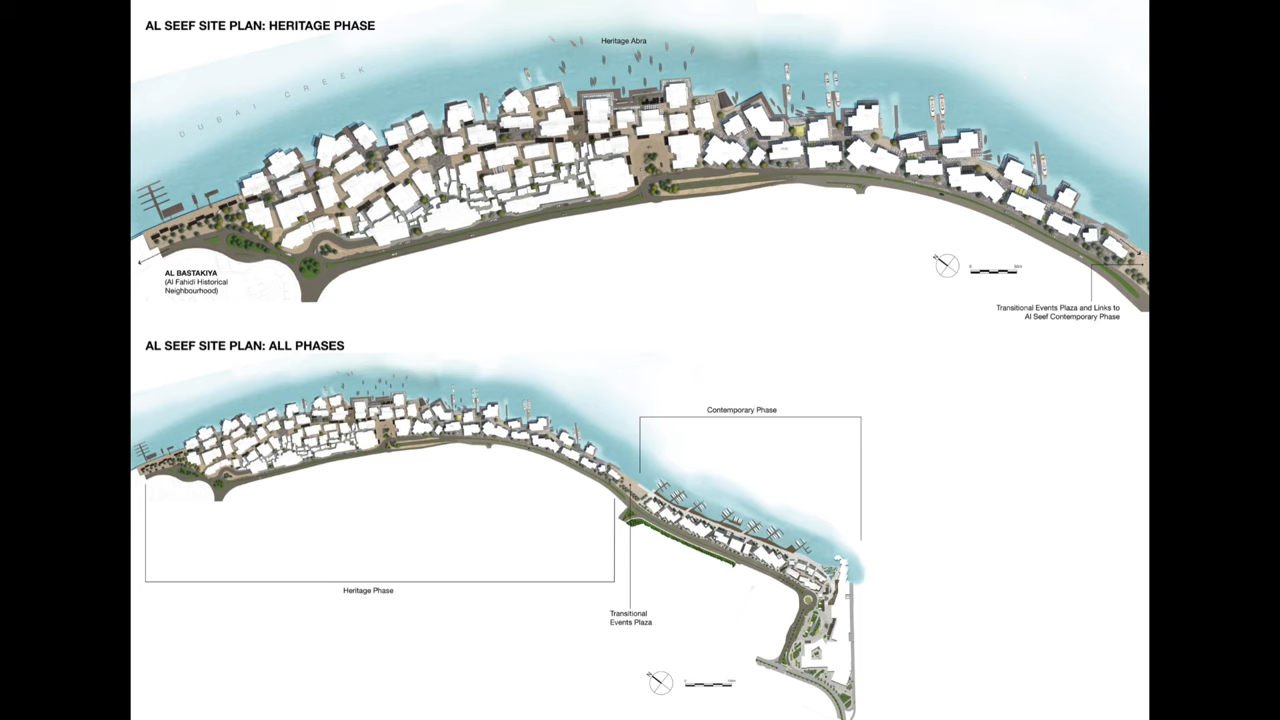 AL SEEF SITE PLAN: HERITAGE PHASE
Heritage Abra
DUBAI CREEK
AL BASTAKIYA
(Al Fahidi Historical
Neighbourhood)
Transitional Events Plaza and Links to
Al Seef Contemporary Phase
AL SEEF SITE PLAN: ALL PHASES
Contemporary Phase
Heritage Phase
Transitional
Events Plaza